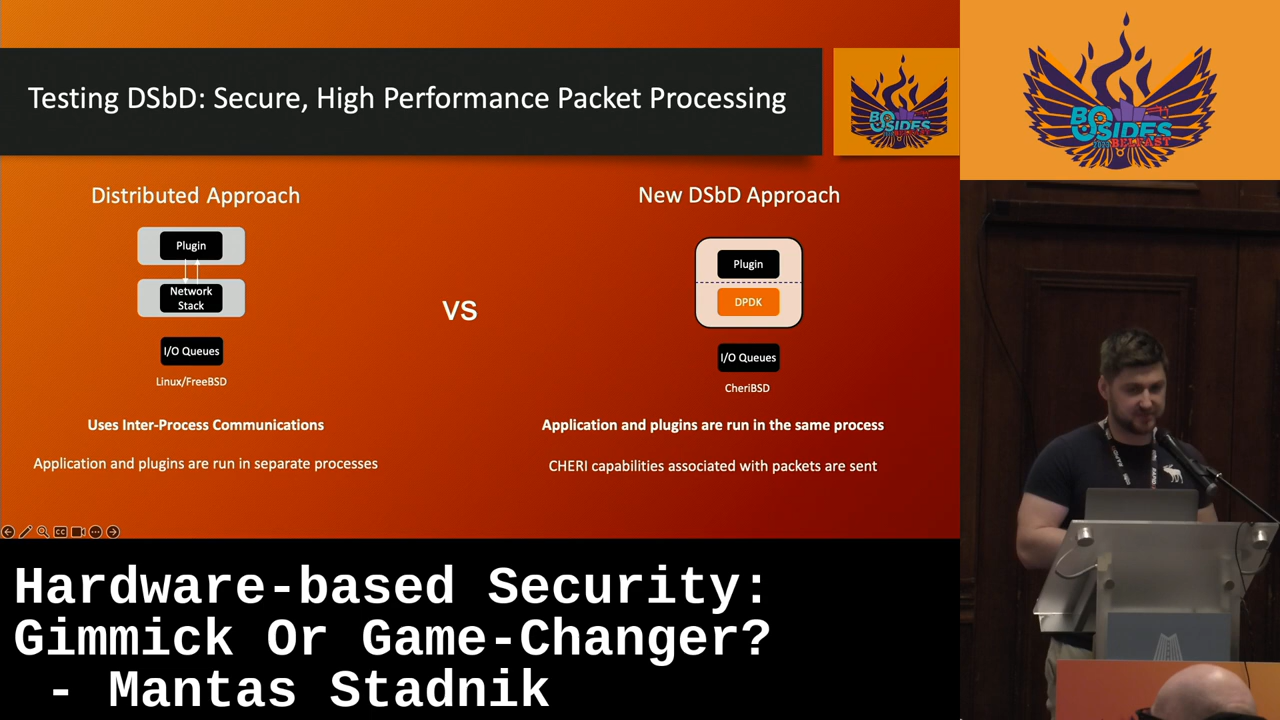 Testing DSbD: Secure, High Performance Packet Processing
BSIDES
BELFAST
BSIDES
BELFAST
Distributed Approach
New DSbD Approach
Plugin
Network
Stack
I/O Queues
Linux/FreeBSD
VS
Plugin
DPDK
I/O Queues
CheriBSD
Uses Inter-Process Communications
Application and plugins are run in separate processes
Application and plugins are run in the same process
CHERI capabilities associated with packets are sent
CC
Hardware-based Security:
Gimmick Or Game-Changer?
- Mantas Stadnik